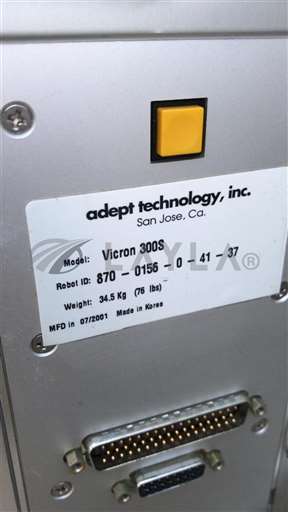 adept technology, inc.
San Jose, Ca.
Model: Vicron 300S
LAYLA
Robot ID: 870 - 0156 - 0 - 41 - 37
Weight: 34.5 Kg (76 lbs)
MFD in 07/2001 Made in Korea